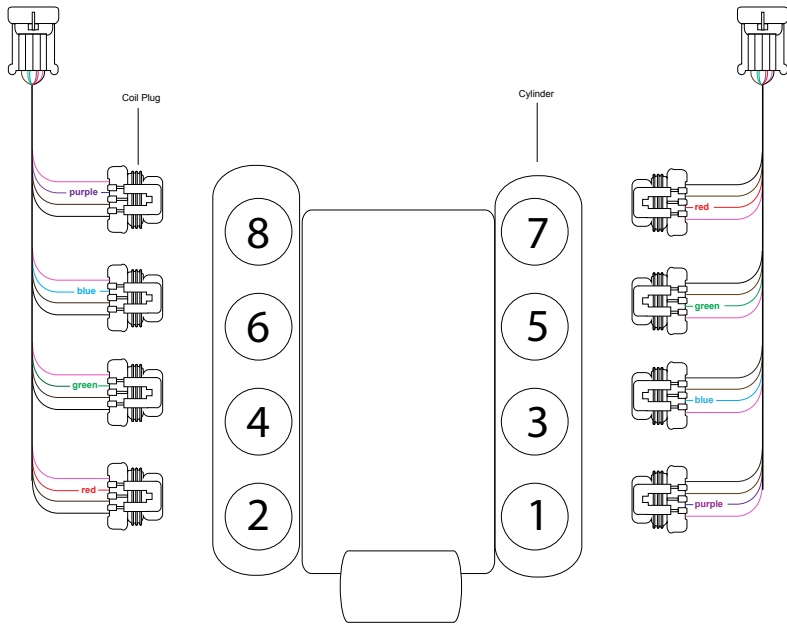 Coil Plug
Cylinder
purple
8
7
red
blue
6
5
green
green
4
3
blue
red
2
1
purple